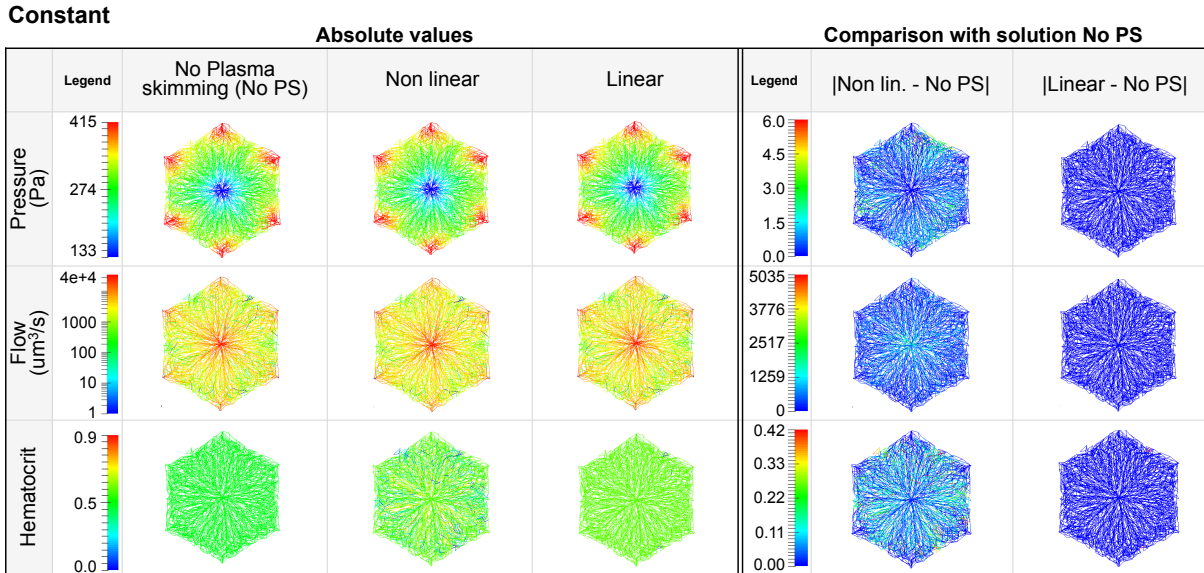 Constant
Absolute values
Comparison with solution No PS
Legend
No Plasma
skimming (No PS)
Non linear
Linear
Legend
|Non lin. - No PS|
|Linear - No PS|
Pressure
(Pa)
415
274
133
6.0
4.5
3.0
1.5
0.0
Flow
(um³/s)
4e+4
1000
100
10
1
5035
3776
2517
1259
0
Hematocrit
0.9
0.5
0.0
0.42
0.33
0.22
0.11
0.00